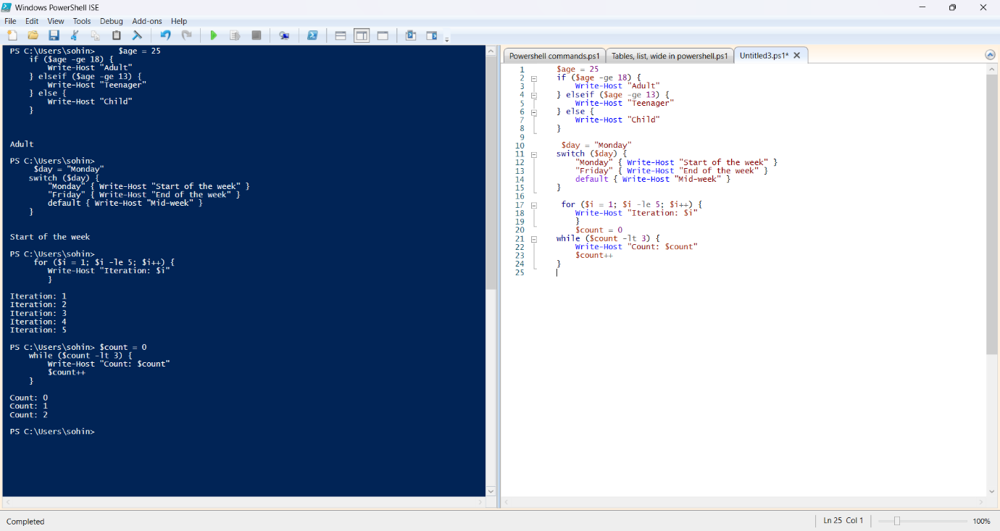 Windows PowerShell ISE
File Edit View Tools Debug Add-ons Help
PS C:\Users\sohin> $age = 25
if ($age -ge 18) {
Write-Host "Adult"
} elseif ($age -ge 13) {
Write-Host "Teenager"
} else {
Write-Host "Child"
}
Adult
PS C:\Users\sohin>
$day = "Monday"
switch ($day) {
"Monday" { Write-Host "Start of the week" }
"Friday" { Write-Host "End of the week" }
default { Write-Host "Mid-week" }
}
Start of the week
PS C:\Users\sohin>
for ($i = 1; $i -le 5; $i++) {
Write-Host "Iteration: $i"
}
Iteration: 1
Iteration: 2
Iteration: 3
Iteration: 4
Iteration: 5
PS C:\Users\sohin> $count = 0
while ($count -lt 3) {
Write-Host "Count: $count"
$count++
}
Count: 0
Count: 1
Count: 2
PS C:\Users\sohin>
Powershell commands.ps1 Tables, list, wide in powershell.ps1 Untitled3.ps1*
1 $age = 25
2 if ($age -ge 18) {
3 Write-Host "Adult"
4 } elseif ($age -ge 13) {
5 Write-Host "Teenager"
6 } else {
7 Write-Host "Child"
8 }
9
10 $day = "Monday"
11 switch ($day) {
12 "Monday" { Write-Host "Start of the week" }
13 "Friday" { Write-Host "End of the week" }
14 default { Write-Host "Mid-week" }
15 }
16
17 for ($i = 1; $i -le 5; $i++) {
18 Write-Host "Iteration: $i"
19 }
20 $count = 0
21 while ($count -lt 3) {
22 Write-Host "Count: $count"
23 $count++
24 }
25
Completed
Ln 25 Col 1
100%